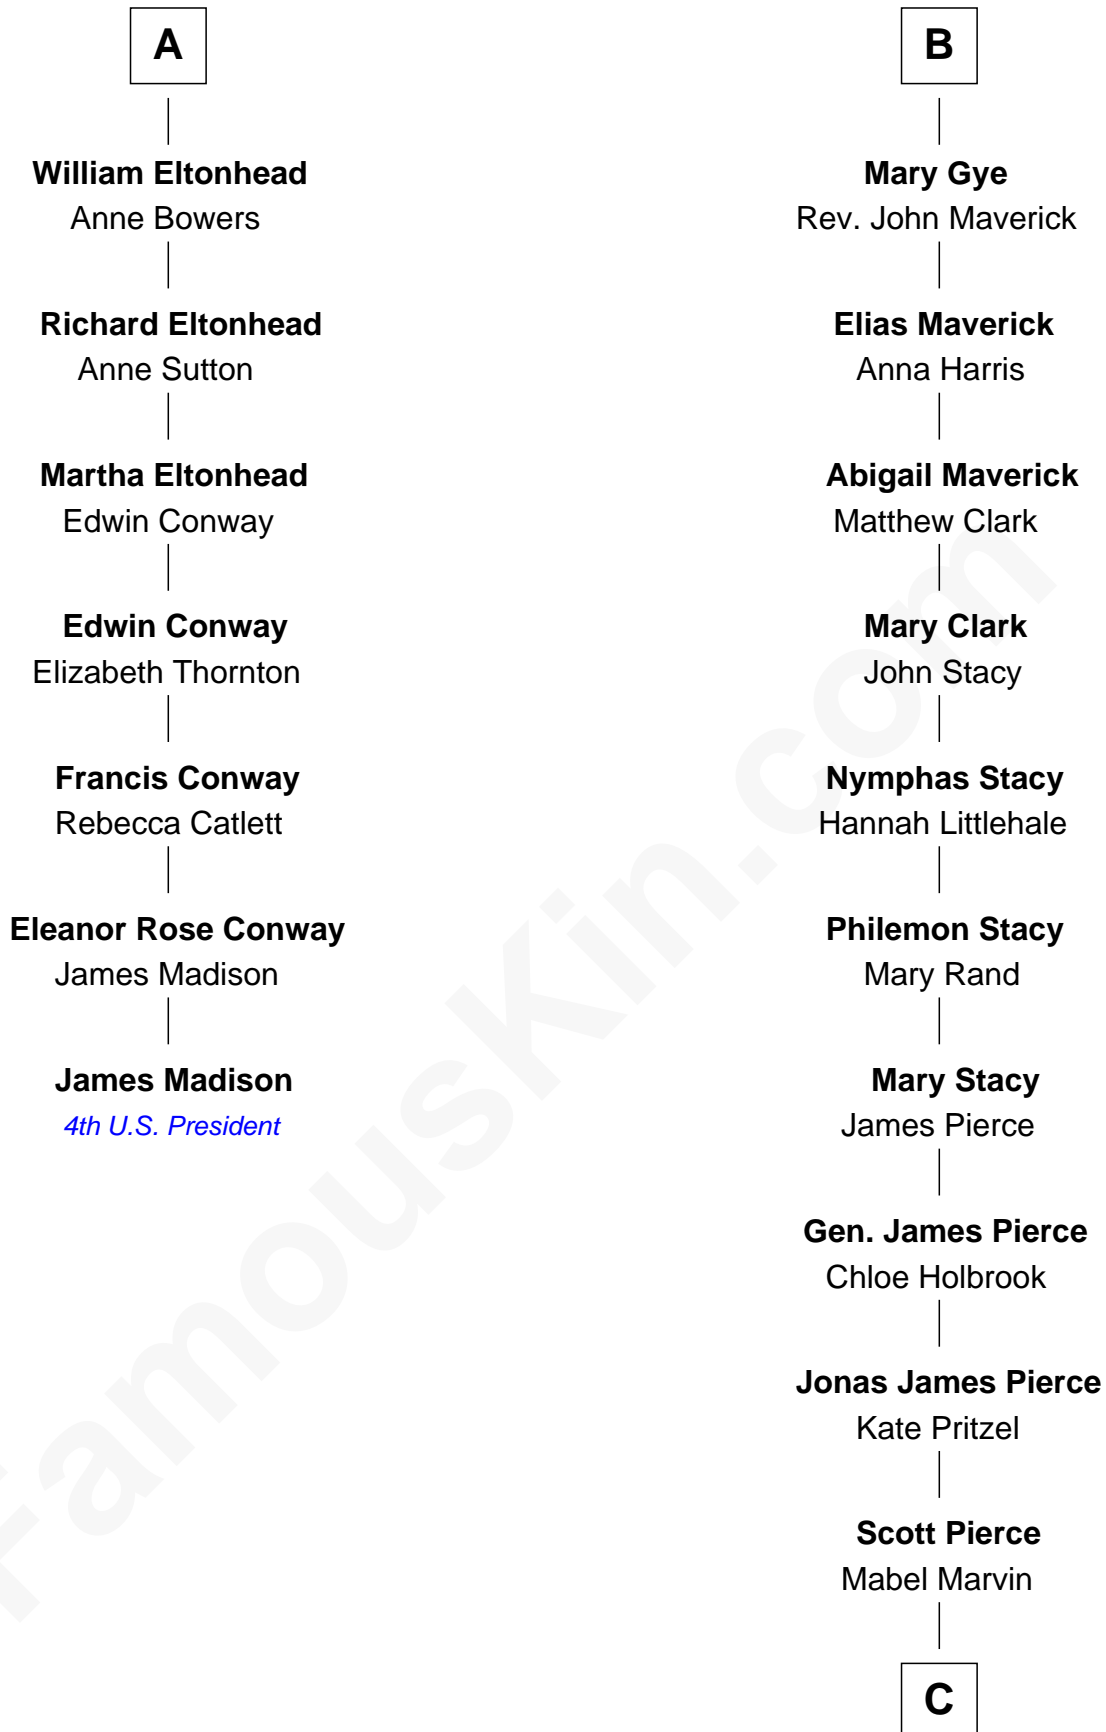 A
William Eltonhead
Anne Bowers
Richard Eltonhead
Anne Sutton
Martha Eltonhead
Edwin Conway
Edwin Conway
Elizabeth Thornton
Francis Conway
Rebecca Catlett
Eleanor Rose Conway
James Madison
James Madison
4th U.S. President
B
Mary Gye
Rev. John Maverick
Elias Maverick
Anna Harris
Abigail Maverick
Matthew Clark
Mary Clark
John Stacy
Nymphas Stacy
Hannah Littlehale
Philemon Stacy
Mary Rand
Mary Stacy
James Pierce
Gen. James Pierce
Chloe Holbrook
Jonas James Pierce
Kate Pritzel
Scott Pierce
Mabel Marvin
C
FamousKin.com